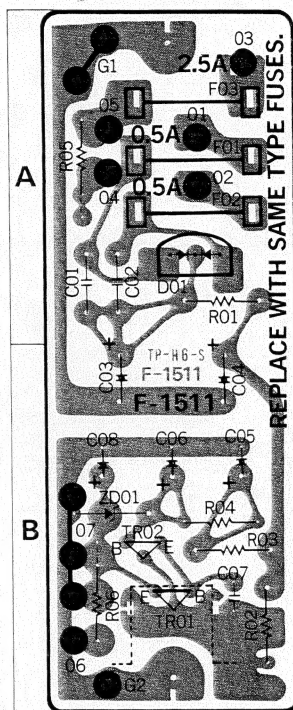 03
G1
2.5A
F03
05
01
0.5A
F01
R05
A
02
0.5A
F02
04
C01
C02
D01
R01
REPLACE WITH SAME TYPE FUSES.
+
+
TP-H6-S
F-1511
C03
C04
F-1511
C08
C06
C05
+
+
+
B
ZD01
07
TR02
B
E
R04
R03
C07
+
E
B
R06
TR01
R02
06
G2